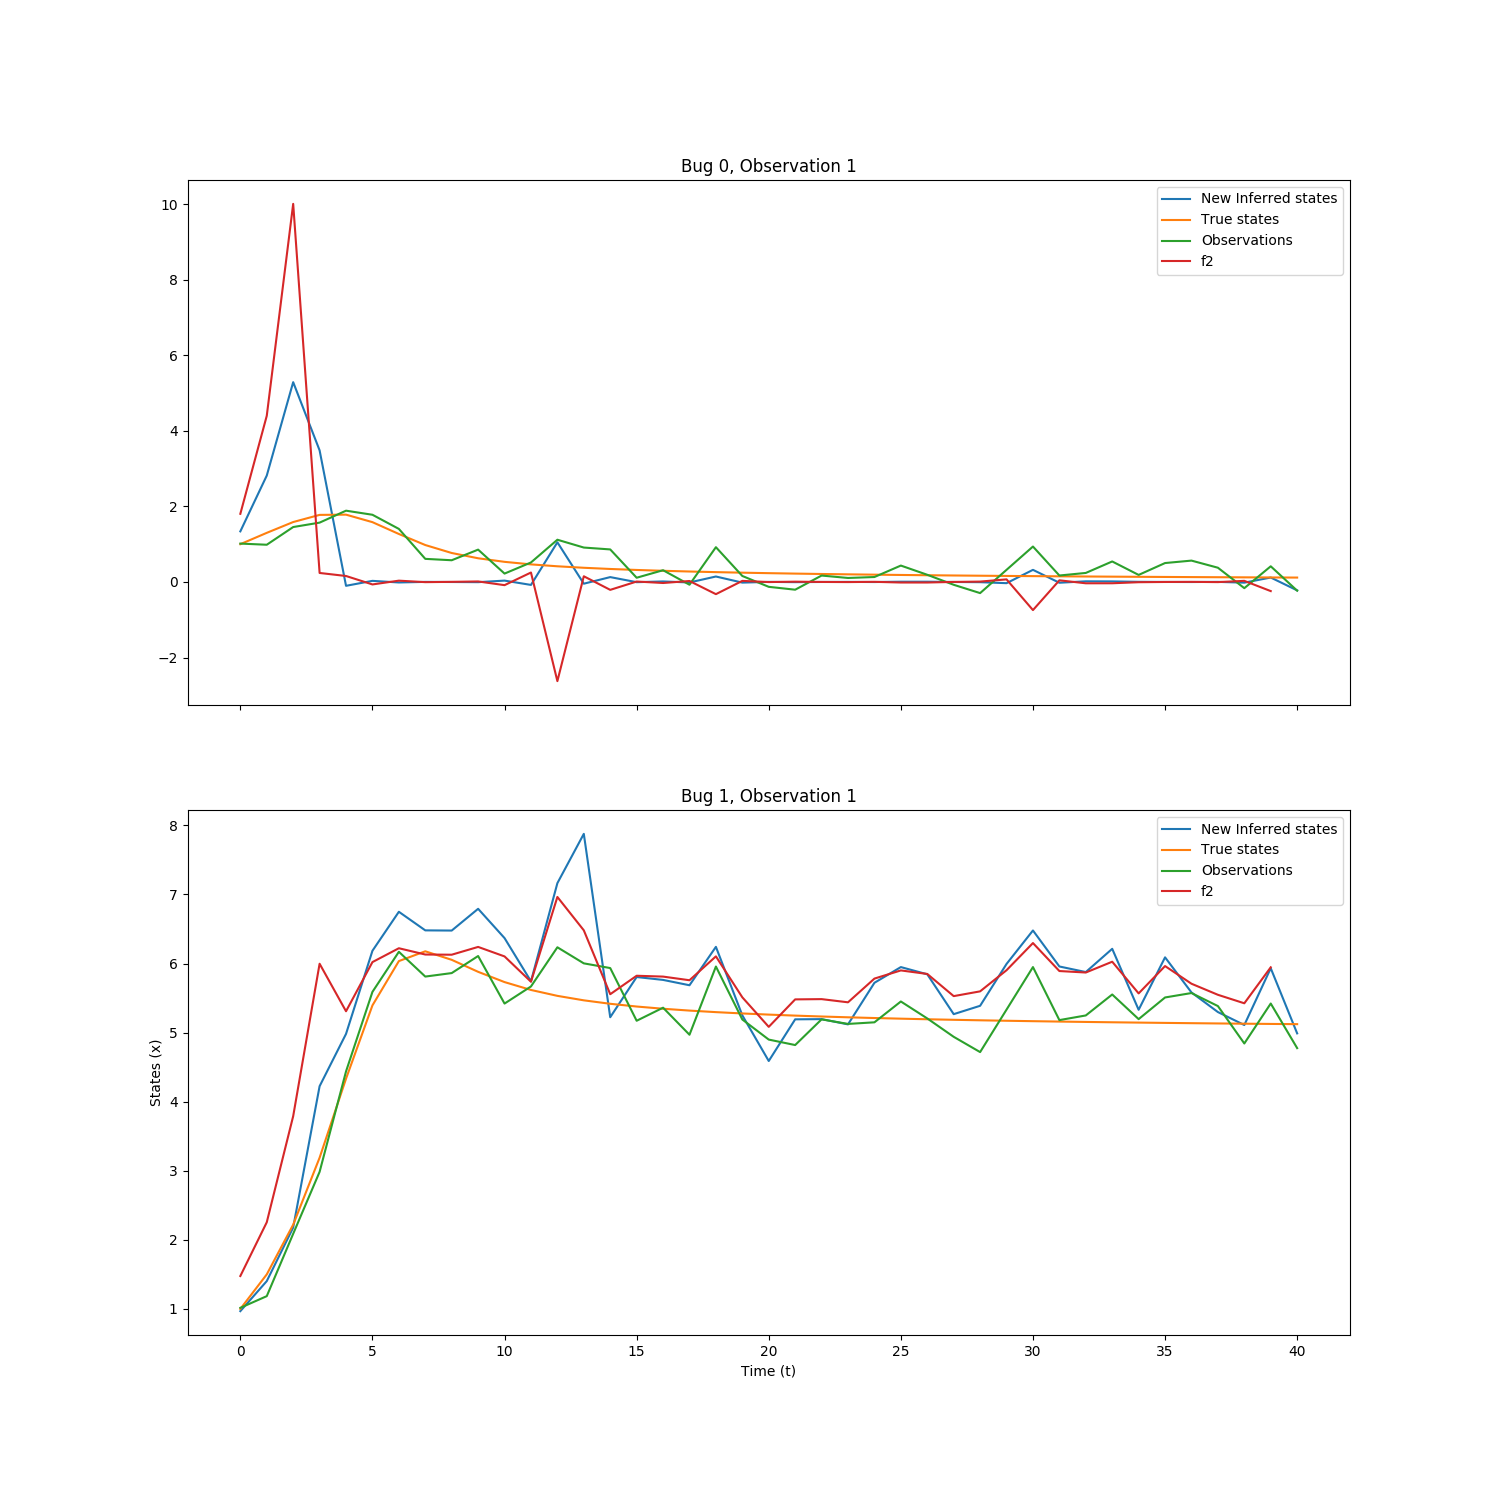 Bug 0, Observation 1
New Inferred states
True states
Observations
f2
10
8
6
4
2
0
−2
Bug 1, Observation 1
New Inferred states
True states
Observations
f2
8
7
6
5
4
3
2
1
States (x)
0 5 10 15 20 25 30 35 40
Time (t)